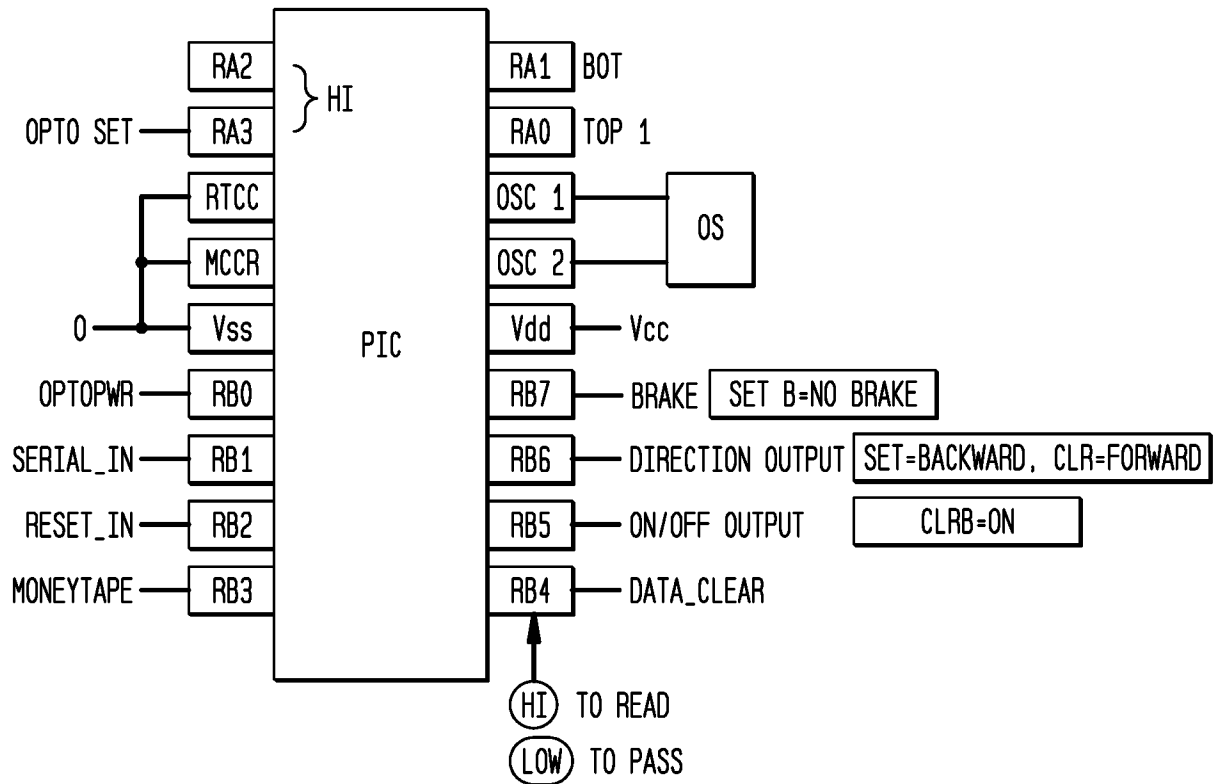 RA2 RA1 BOT
HI
OPTO SET RA3 RA0 TOP 1
RTCC OSC 1
OS
MCCR OSC 2
0 Vss Vdd Vcc
PIC
OPTOPWR RB0 RB7 BRAKE SET B=NO BRAKE
SERIAL_IN RB1 RB6 DIRECTION OUTPUT SET=BACKWARD, CLR=FORWARD
RESET_IN RB2 RB5 ON/OFF OUTPUT CLRB=ON
MONEYTAPE RB3 RB4 DATA_CLEAR
HI TO READ
LOW TO PASS